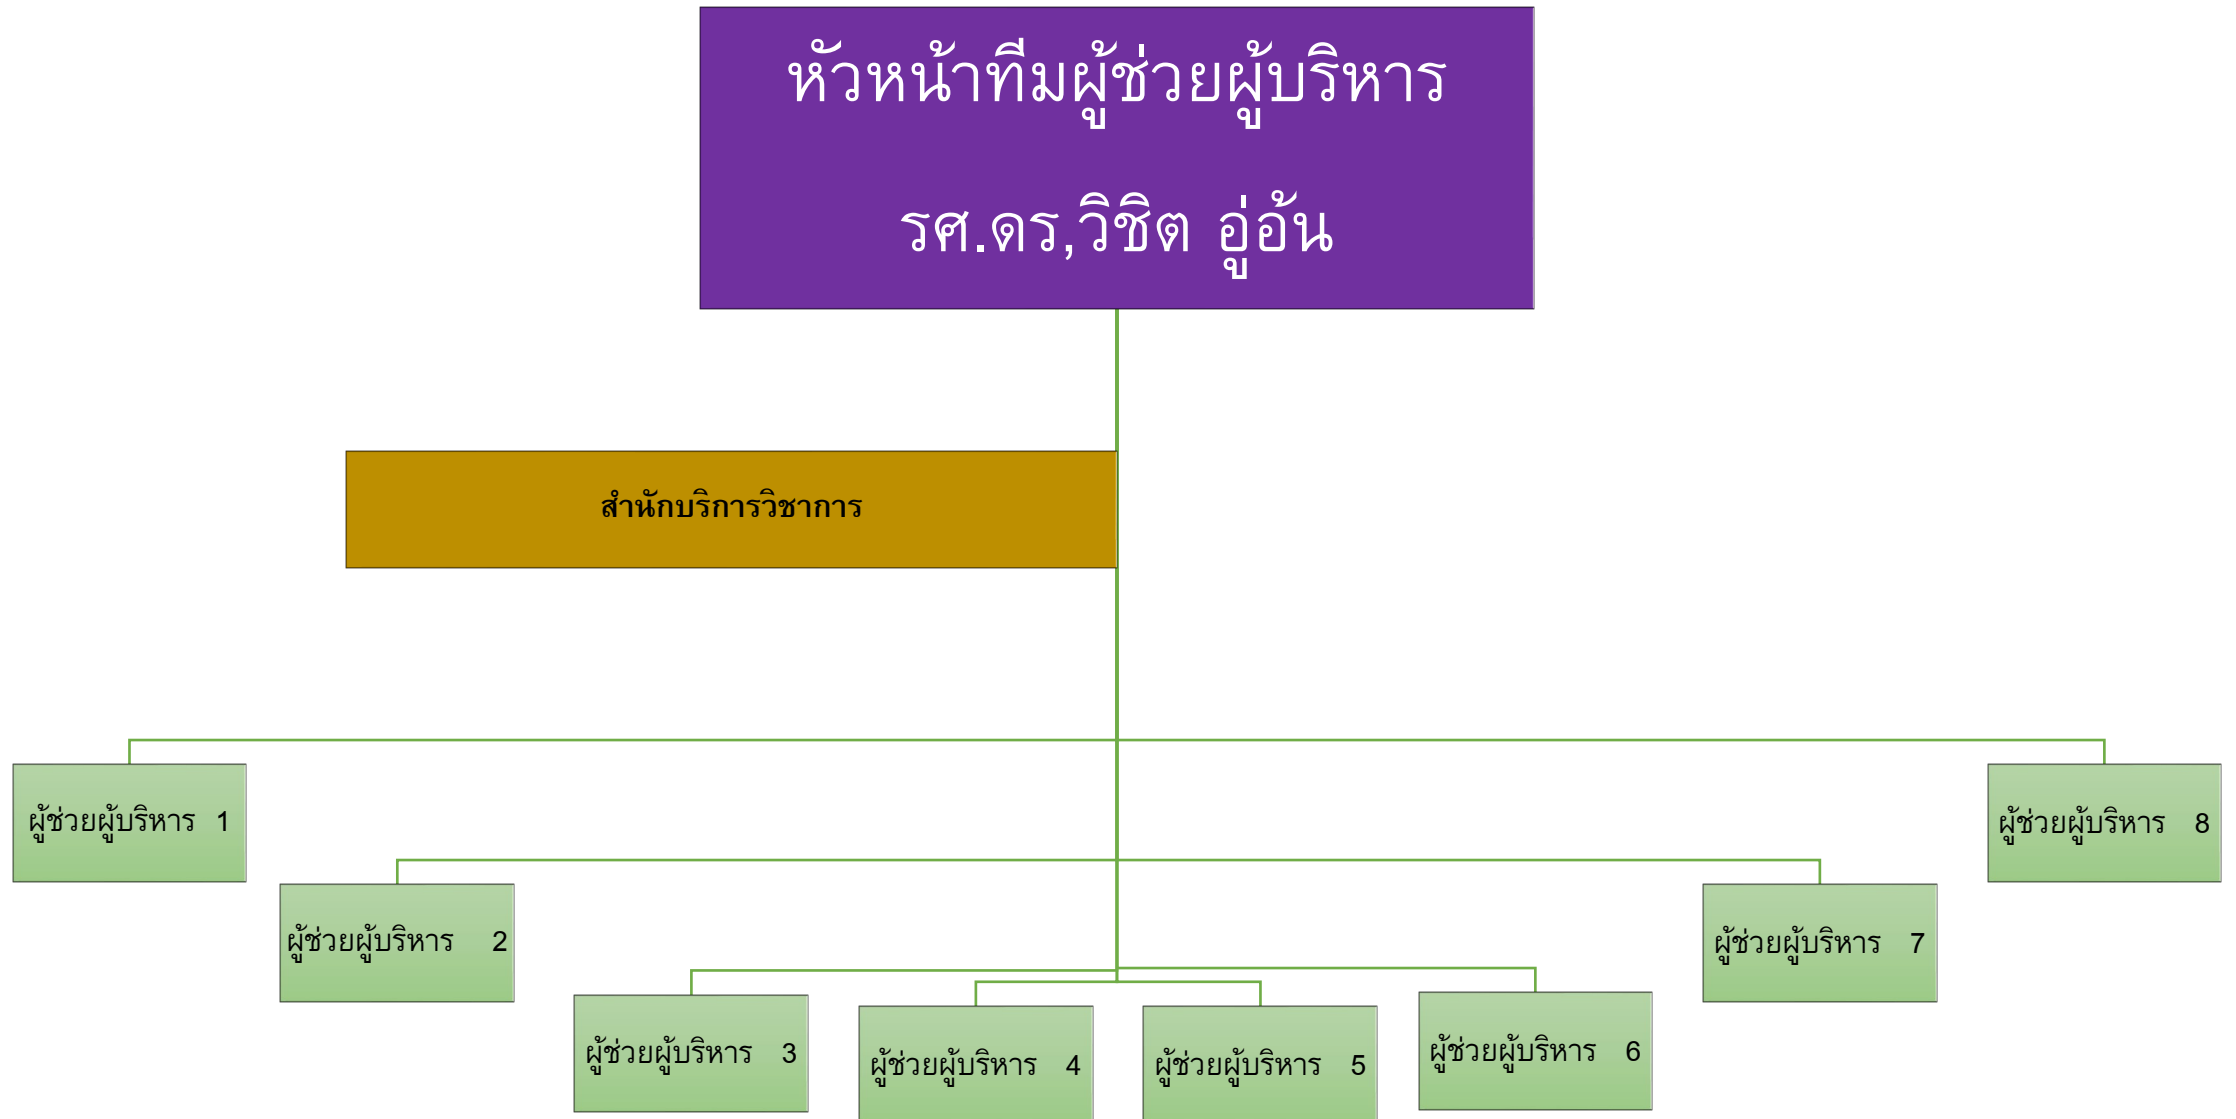 หัวหน้าทีมผู้ช่วยผู้บริหาร
รศ.ดร,วิชิต อู่อ้น
สำนักบริการวิชาการ
ผู้ช่วยผู้บริหาร 1
ผู้ช่วยผู้บริหาร 2
ผู้ช่วยผู้บริหาร 3
ผู้ช่วยผู้บริหาร 4
ผู้ช่วยผู้บริหาร 5
ผู้ช่วยผู้บริหาร 6
ผู้ช่วยผู้บริหาร 7
ผู้ช่วยผู้บริหาร 8